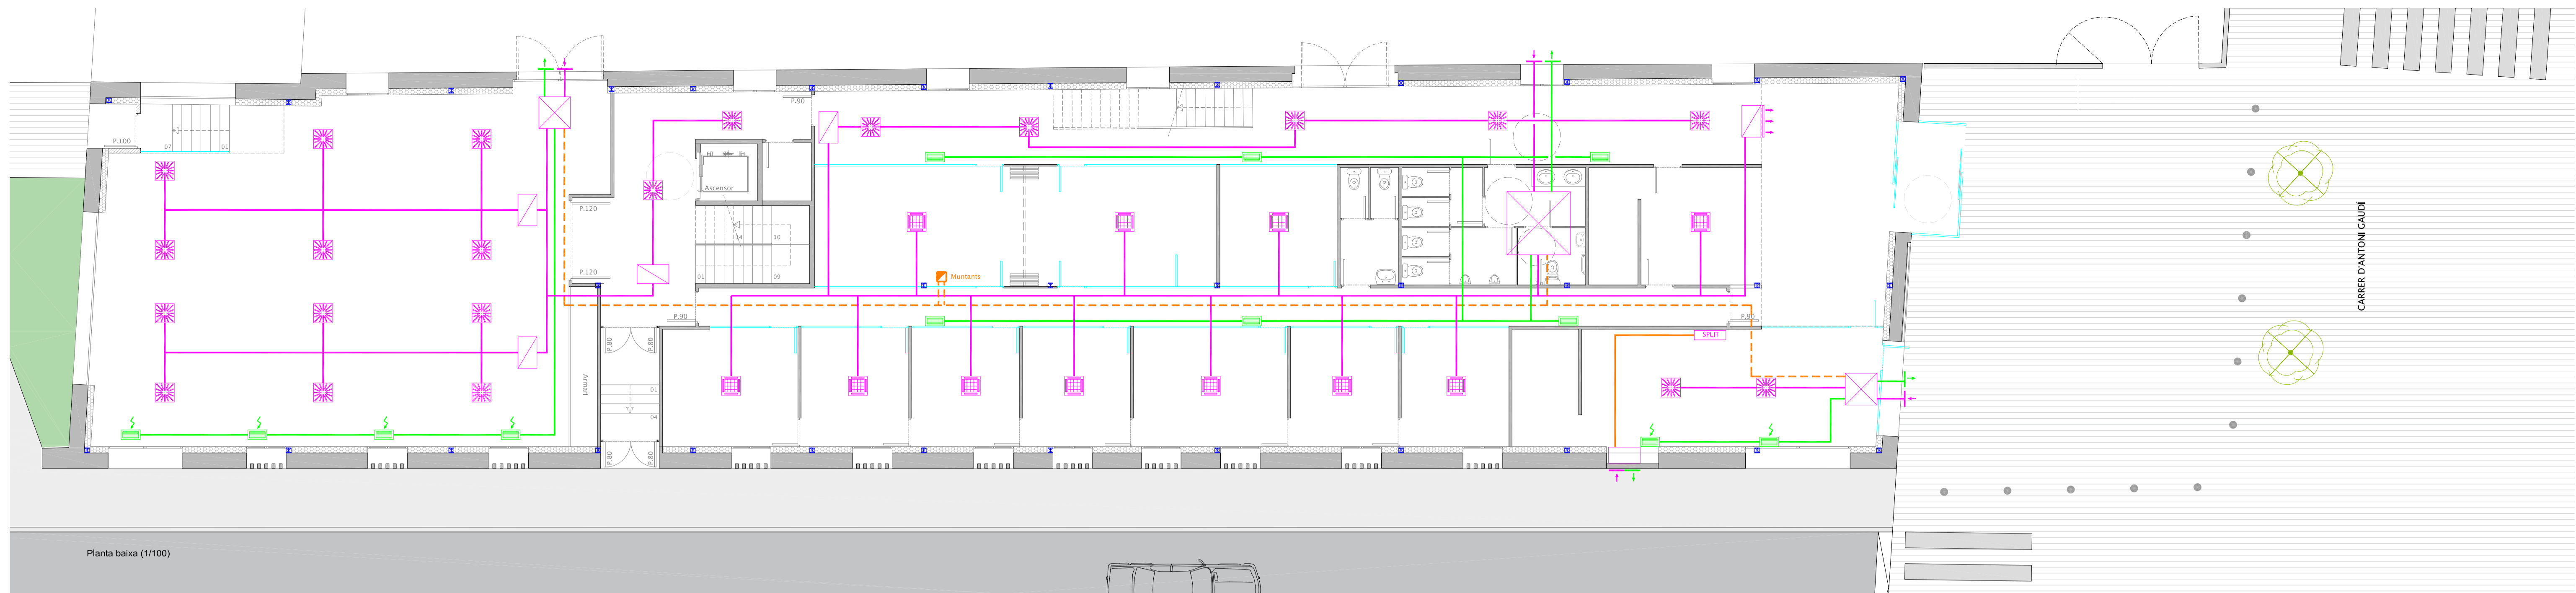 P.90
P.100
07
01
Ascensor
P.120
14
10
P.120
01
09
Muntants
P.90
P.90
SPLIT
P.80
P.80
Armari
01
04
P.80
P.80
CARRER D'ANTONI GAUDÍ
Planta baixa (1/100)